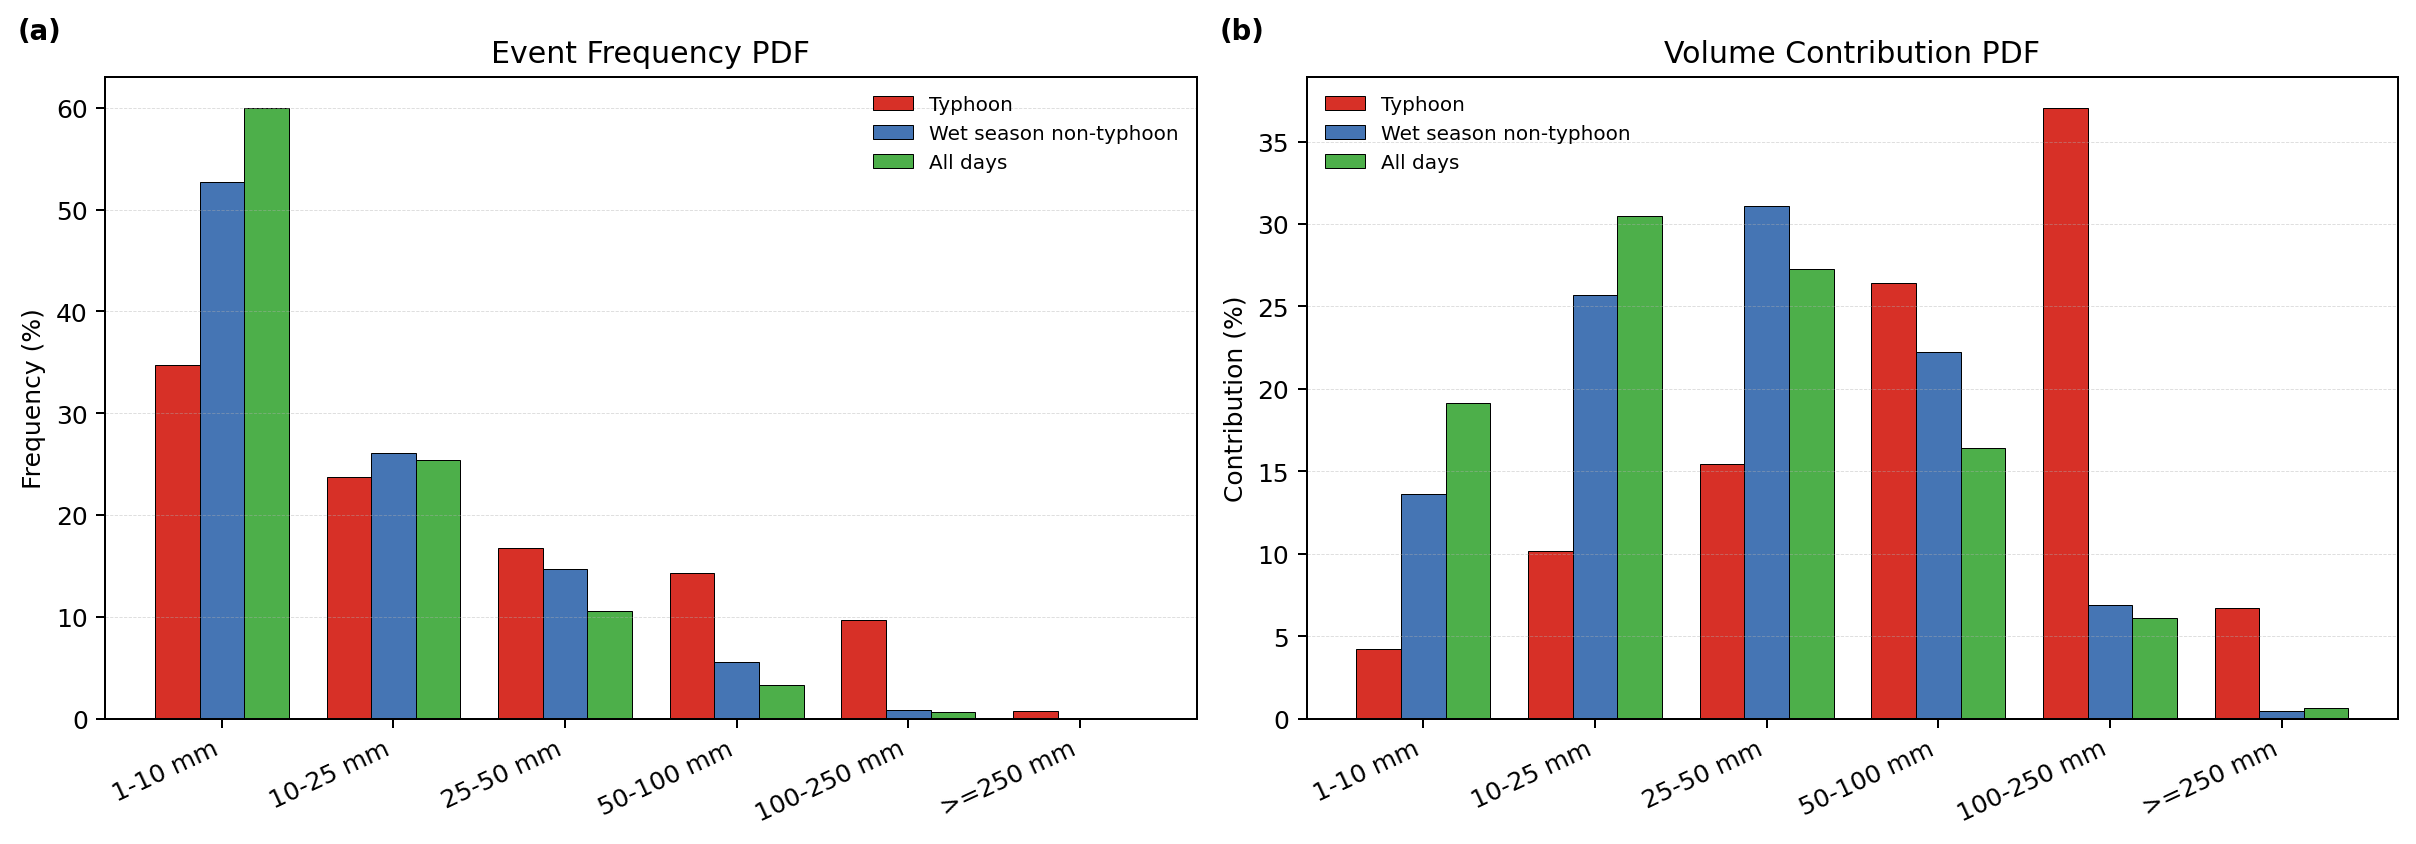 (a)
Event Frequency PDF
Frequency (%)
60
50
40
30
20
10
0
Typhoon
Wet season non-typhoon
All days
1-10 mm
10-25 mm
25-50 mm
50-100 mm
100-250 mm
>=250 mm
(b)
Volume Contribution PDF
Contribution (%)
35
30
25
20
15
10
5
0
Typhoon
Wet season non-typhoon
All days
1-10 mm
10-25 mm
25-50 mm
50-100 mm
100-250 mm
>=250 mm